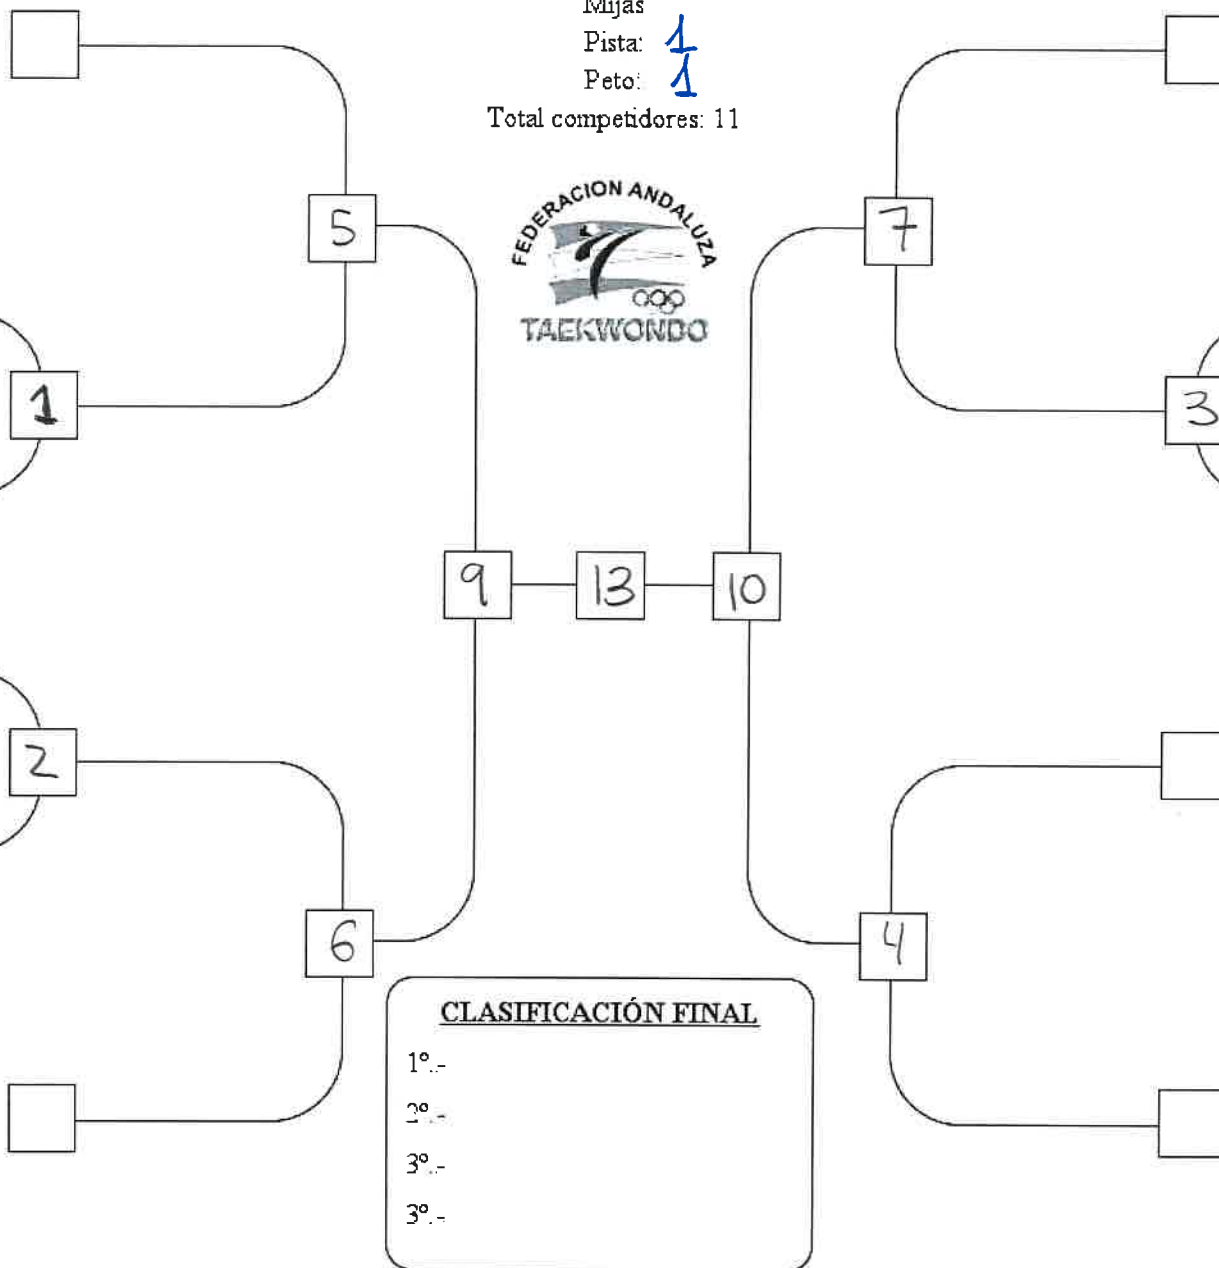 Mijas
Pista: 1
Peto: 1
Total competidores: 11
FEDERACION ANDALUZA
TAEKWONDO
5
7
1
3
9
13
10
2
6
4
CLASIFICACIÓN FINAL
1º.-
2º.-
3º.-
3º.-